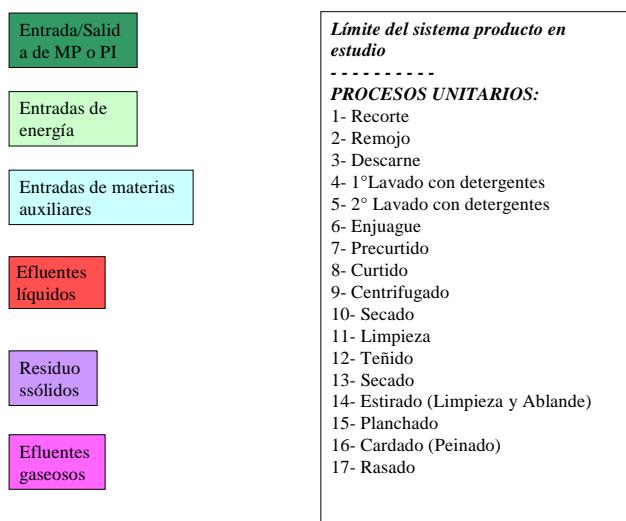 Entrada/Salid
a de MP o PI
Entradas de
energía
Entradas de materias
auxiliares
Efluentes
líquidos
Residuo
ssólidos
Efluentes
gaseosos
Límite del sistema producto en
estudio
- - - - - - - - - -
PROCESOS UNITARIOS:
1- Recorte
2- Remojo
3- Descarne
4- 1°Lavado con detergentes
5- 2° Lavado con detergentes
6- Enjuague
7- Precurtido
8- Curtido
9- Centrifugado
10- Secado
11- Limpieza
12- Teñido
13- Secado
14- Estirado (Limpieza y Ablande)
15- Planchado
16- Cardado (Peinado)
17- Rasado